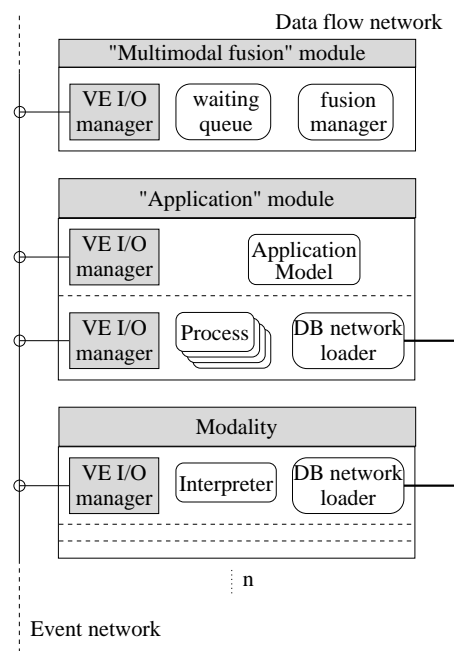 Data flow network
"Multimodal fusion" module
VE I/O
manager
waiting
queue
fusion
manager
"Application" module
VE I/O
manager
Application
Model
VE I/O
manager
Process
DB network
loader
Modality
VE I/O
manager
Interpreter
DB network
loader
n
Event network